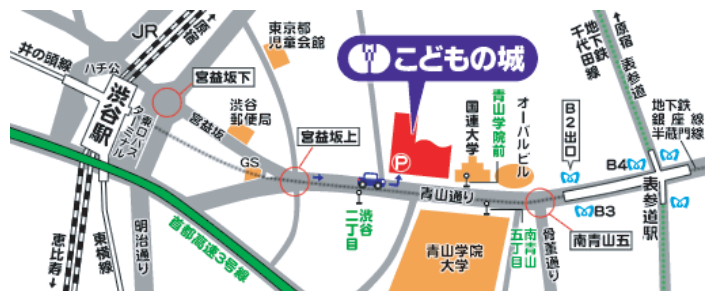 JR
↑原宿
井の頭線
ハチ公
渋谷駅
東口バス
ターミナル
宮益坂下
宮益坂
東京都
児童会館
渋谷
郵便局
GS
宮益坂上
こどもの城
P
渋谷
二丁目
青山通り
青山学院前
国連大学
オーバルビル
青山学院
大学
南青山
五丁目
骨董通り
南青山五
B2出口
B3
B4
表参道駅
↑原宿 表参道
地下鉄
千代田線
地下鉄
銀座線
半蔵門線
首都高速3号線
明治通り
東横線
恵比寿↓